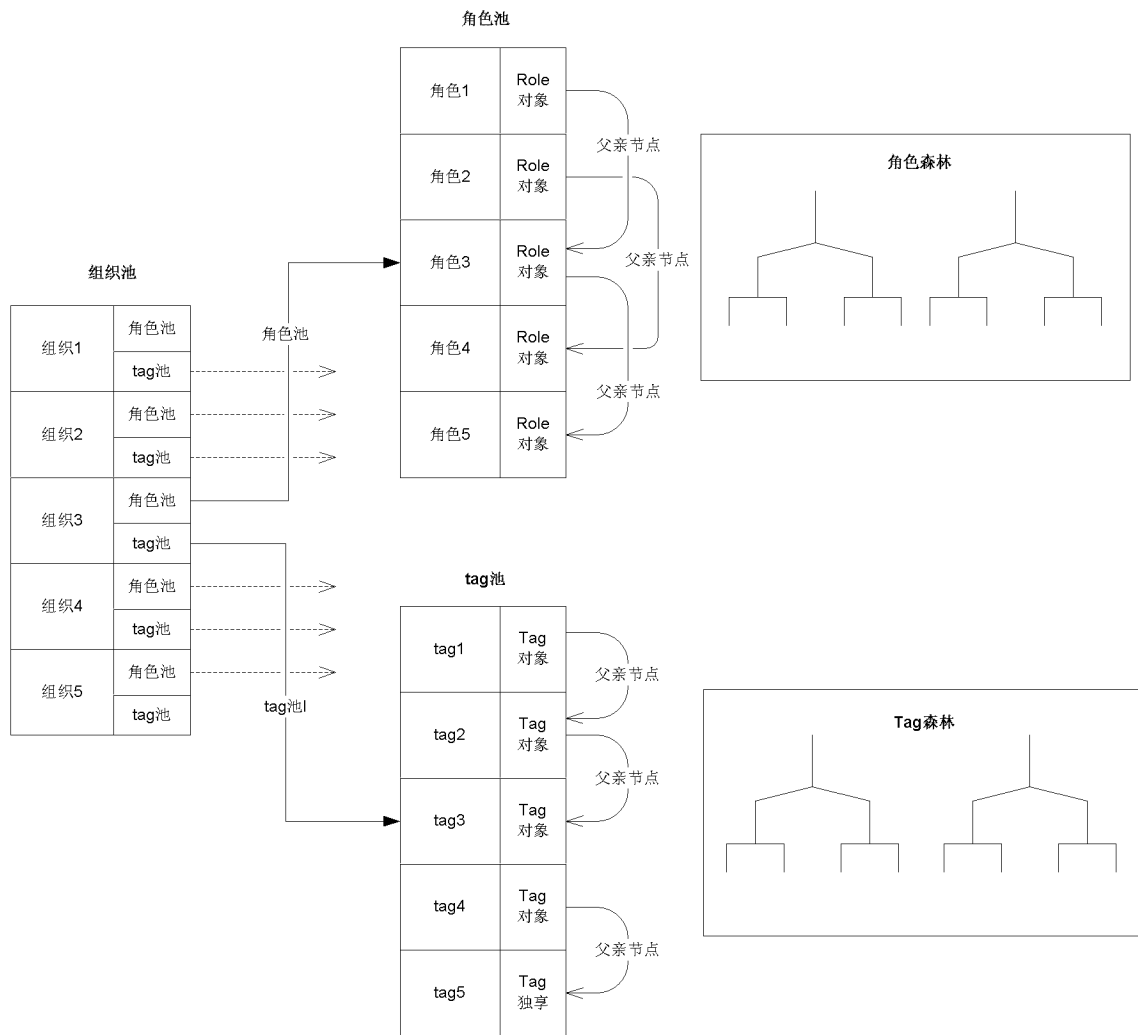 角色池
角色1
Role
对象
角色2
Role
对象
角色3
Role
对象
角色4
Role
对象
角色5
Role
对象
父亲节点
父亲节点
父亲节点
角色森林
组织池
组织1
角色池
tag池
组织2
角色池
tag池
组织3
角色池
tag池
组织4
角色池
tag池
组织5
角色池
tag池
角色池
tag池l
tag池
tag1
Tag
对象
tag2
Tag
对象
tag3
Tag
对象
tag4
Tag
对象
tag5
Tag
独享
父亲节点
父亲节点
父亲节点
Tag森林